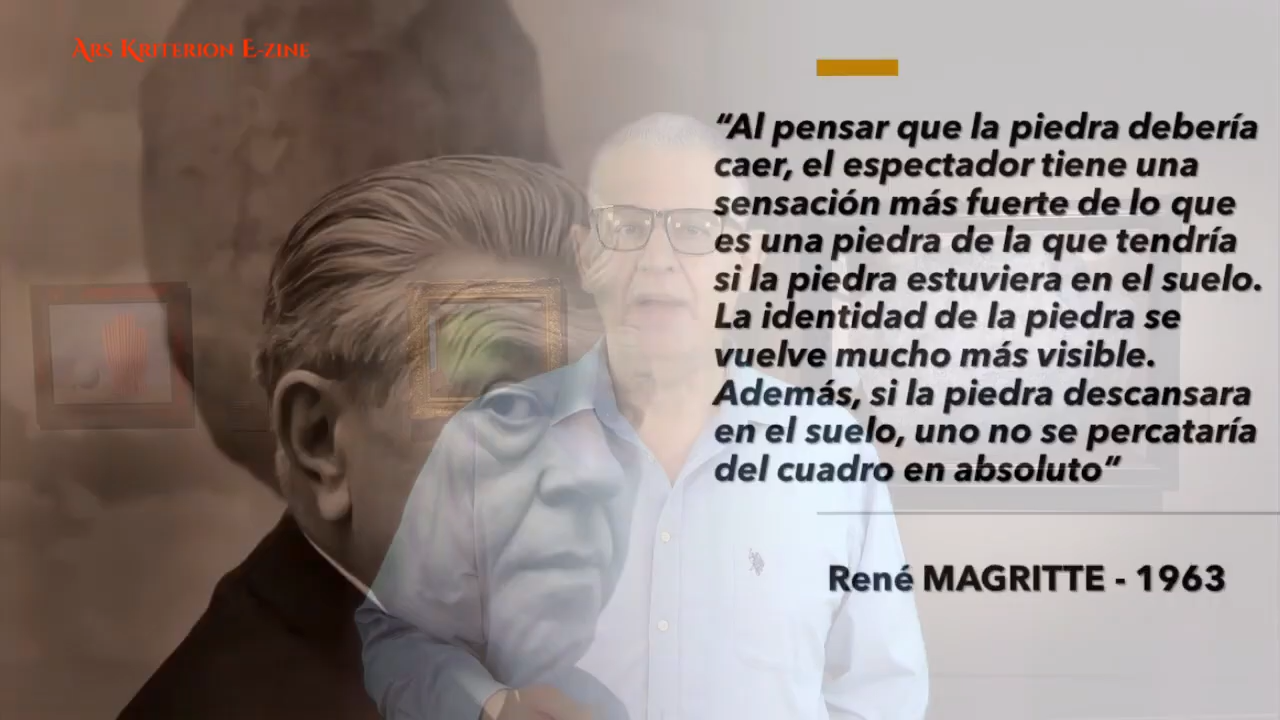 Ars Kriterion E-zine
“Al pensar que la piedra debería
caer, el espectador tiene una
sensación más fuerte de lo que
es una piedra de la que tendría
si la piedra estuviera en el suelo.
La identidad de la piedra se
vuelve mucho más visible.
Además, si la piedra descansara
en el suelo, uno no se percataría
del cuadro en absoluto”
René MAGRITTE - 1963